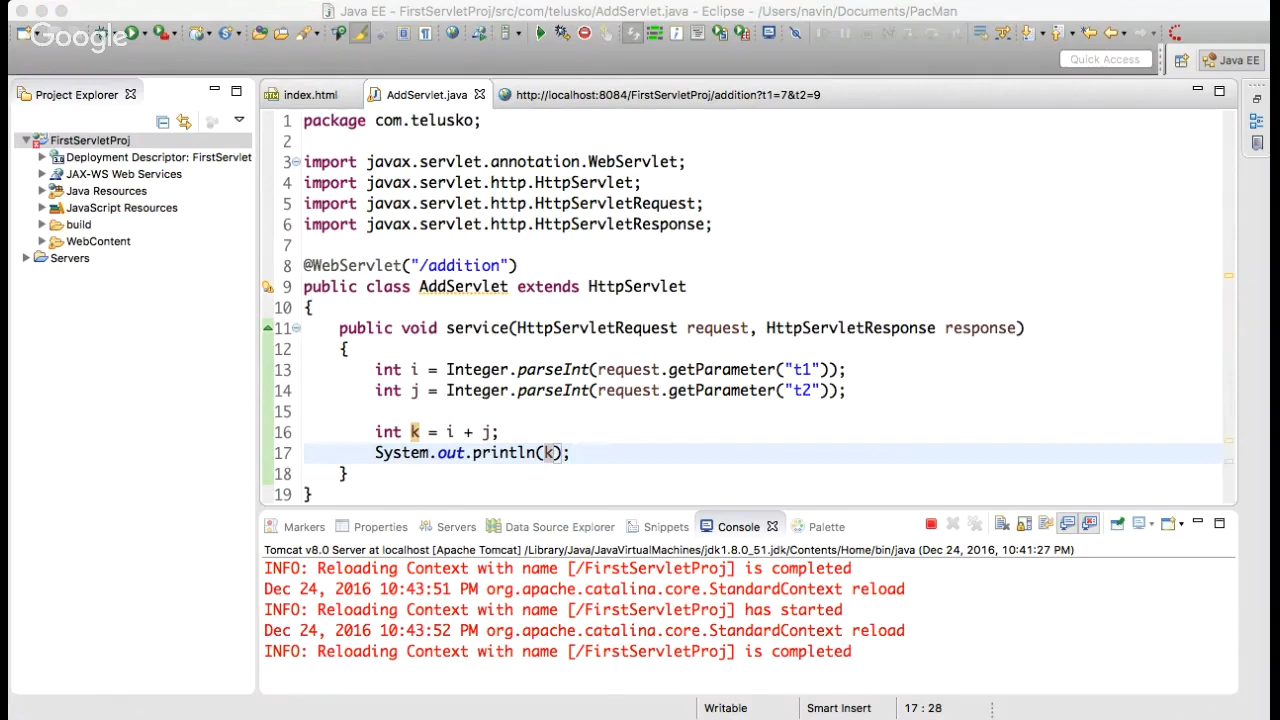 Java EE - FirstServletProj/src/com/telusko/AddServlet.java - Eclipse - /Users/navin/Documents/PacMan
Google
Quick Access
Java EE
Project Explorer
index.html
AddServlet.java
http://localhost:8084/FirstServletProj/addition?t1=7&t2=9
FirstServletProj
Deployment Descriptor: FirstServlet
JAX-WS Web Services
Java Resources
JavaScript Resources
build
WebContent
Servers
1 package com.telusko;
2
3 import javax.servlet.annotation.WebServlet;
4 import javax.servlet.http.HttpServlet;
5 import javax.servlet.http.HttpServletRequest;
6 import javax.servlet.http.HttpServletResponse;
7
8 @WebServlet("/addition")
9 public class AddServlet extends HttpServlet
10 {
11 public void service(HttpServletRequest request, HttpServletResponse response)
12 {
13 int i = Integer.parseInt(request.getParameter("t1"));
14 int j = Integer.parseInt(request.getParameter("t2"));
15
16 int k = i + j;
17 System.out.println(k);
18 }
19 }
Markers Properties Servers Data Source Explorer Snippets Console Palette
Tomcat v8.0 Server at localhost [Apache Tomcat] /Library/Java/JavaVirtualMachines/jdk1.8.0_51.jdk/Contents/Home/bin/java (Dec 24, 2016, 10:41:27 PM)
INFO: Reloading Context with name [/FirstServletProj] is completed
Dec 24, 2016 10:43:51 PM org.apache.catalina.core.StandardContext reload
INFO: Reloading Context with name [/FirstServletProj] has started
Dec 24, 2016 10:43:52 PM org.apache.catalina.core.StandardContext reload
INFO: Reloading Context with name [/FirstServletProj] is completed
Writable Smart Insert 17 : 28